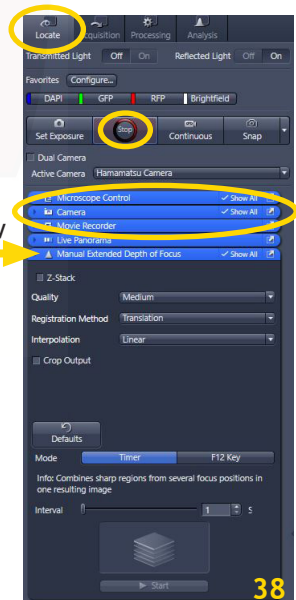 Locate Acquisition Processing Analysis
Transmitted Light Off On Reflected Light Off On
Favorites Configure...
DAPI GFP RFP Brightfield
Set Exposure Stop Continuous Snap
Dual Camera
Active Camera Hamamatsu Camera
Microscope Control Show All
Camera Show All
Movie Recorder
Live Panorama
Manual Extended Depth of Focus Show All
Z-Stack
Quality Medium
Registration Method Translation
Interpolation Linear
Crop Output
Defaults
Mode Timer F12 Key
Info: Combines sharp regions from several focus positions in
one resulting image
Interval 1 s
Start
38